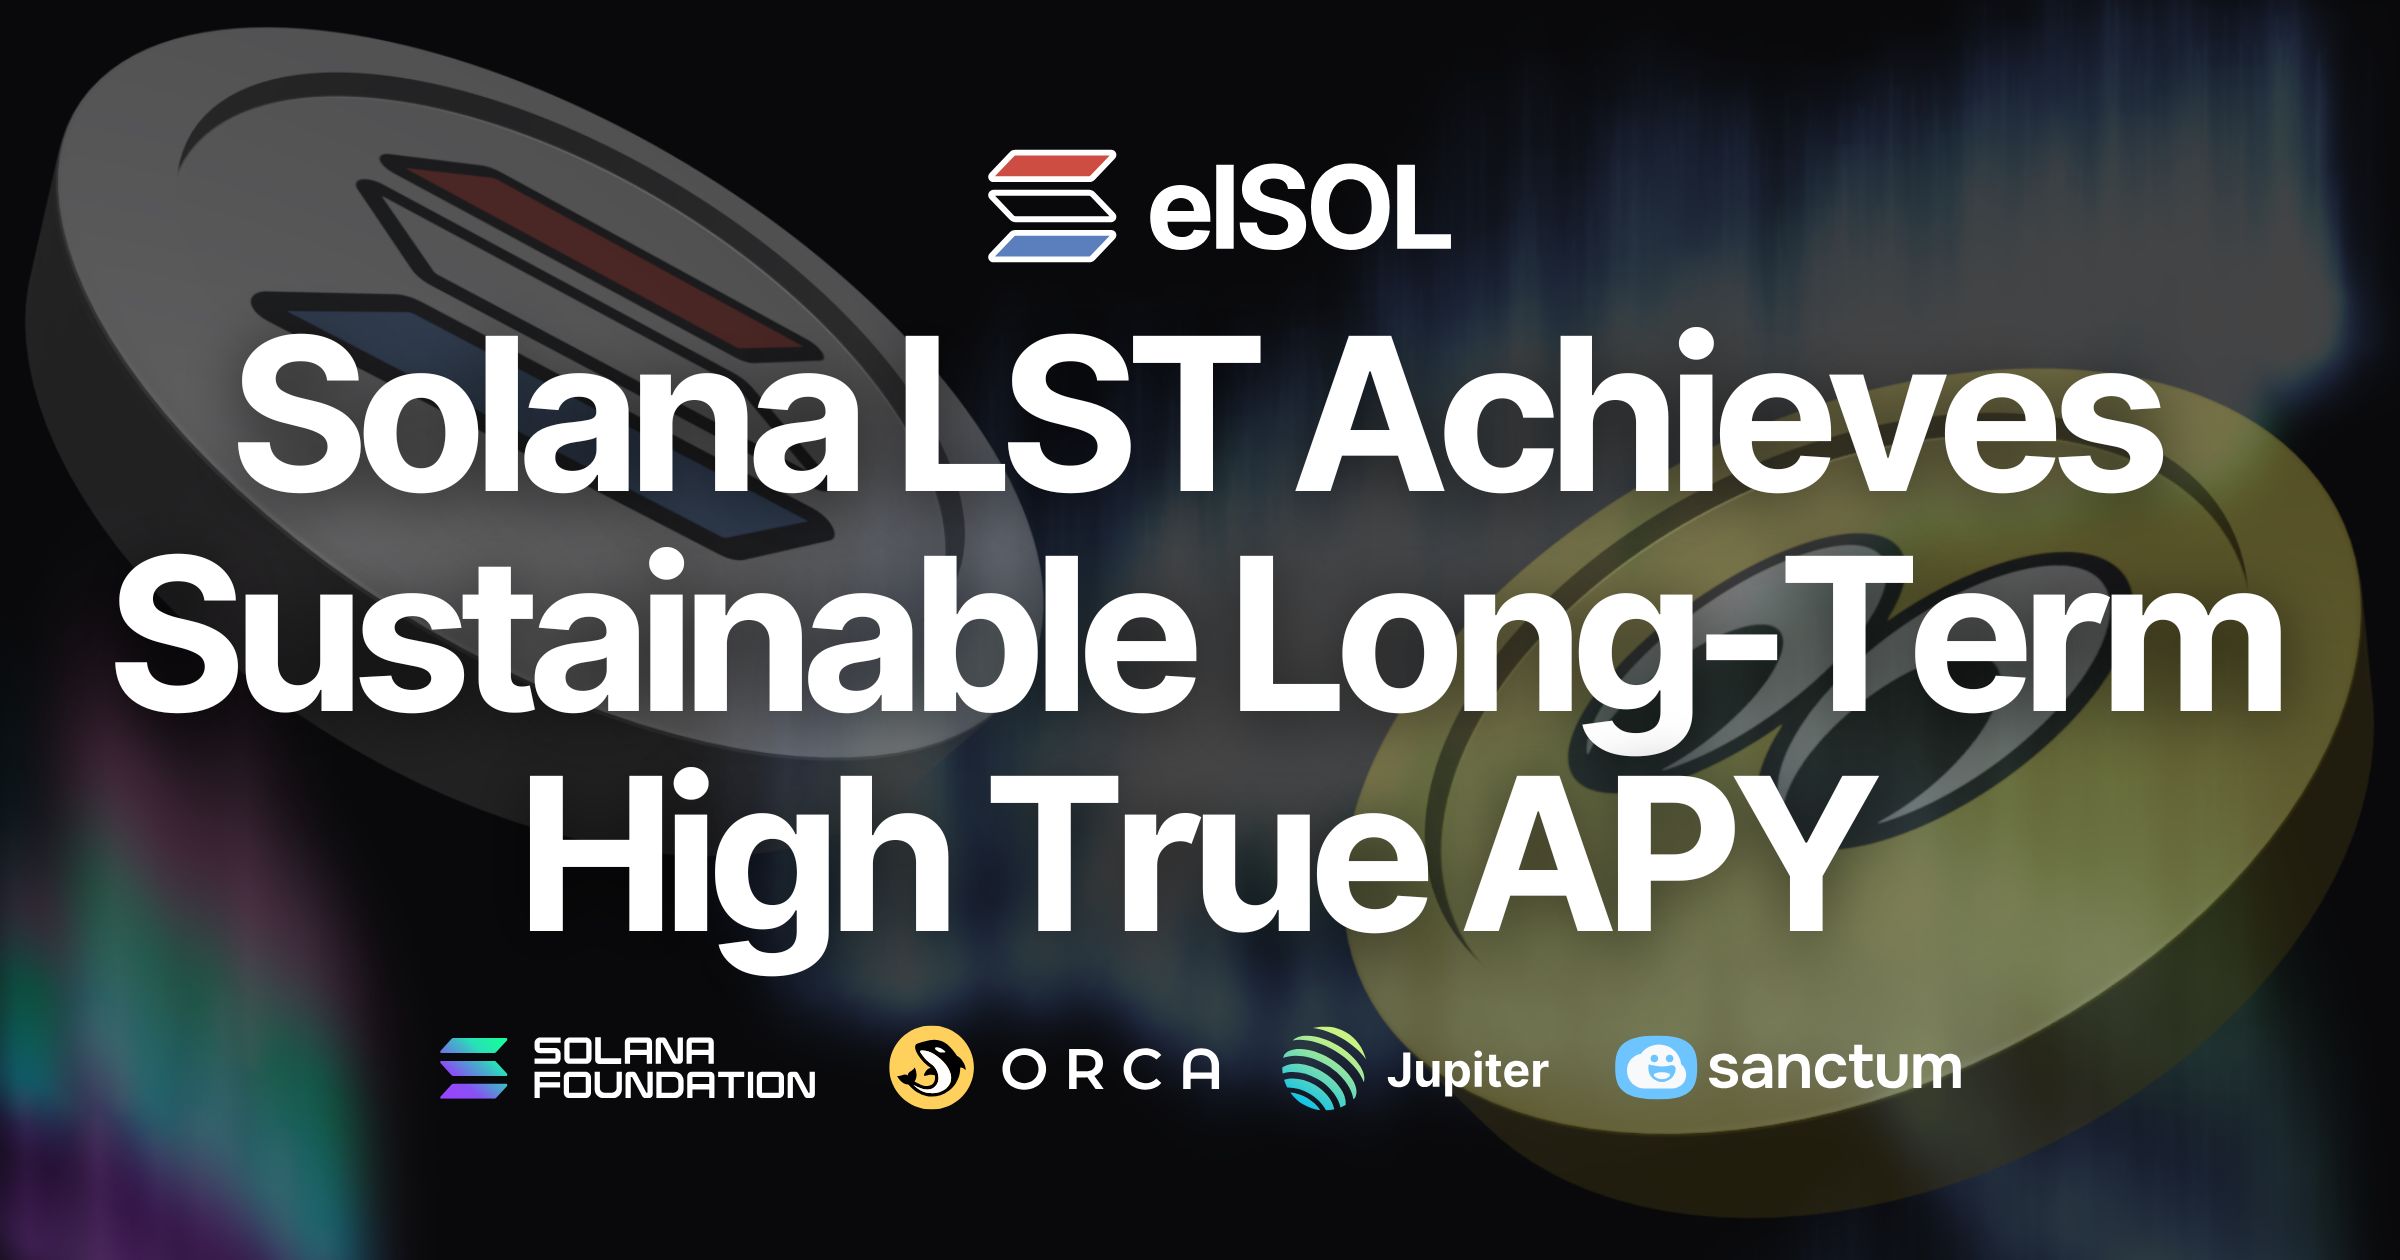 elSOL
Solana LST Achieves
Sustainable Long-Term
High True APY
SOLANA
FOUNDATION
ORCA
Jupiter
sanctum